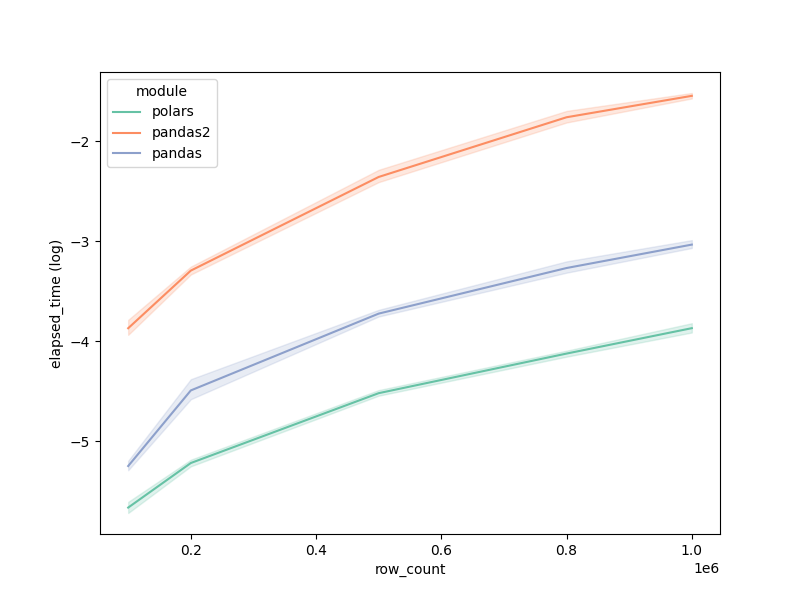 module
polars
pandas2
pandas
−2
−3
−4
−5
elapsed_time (log)
0.2 0.4 0.6 0.8 1.0
1e6
row_count